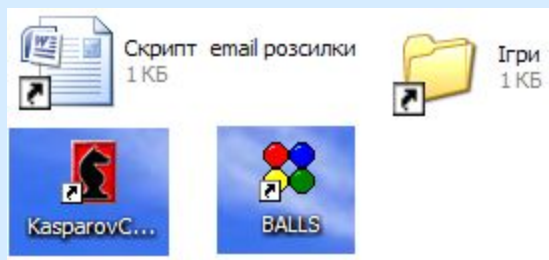 Скрипт email розсилки
1 КБ
Ігри
1 КБ
KasparovC...
BALLS